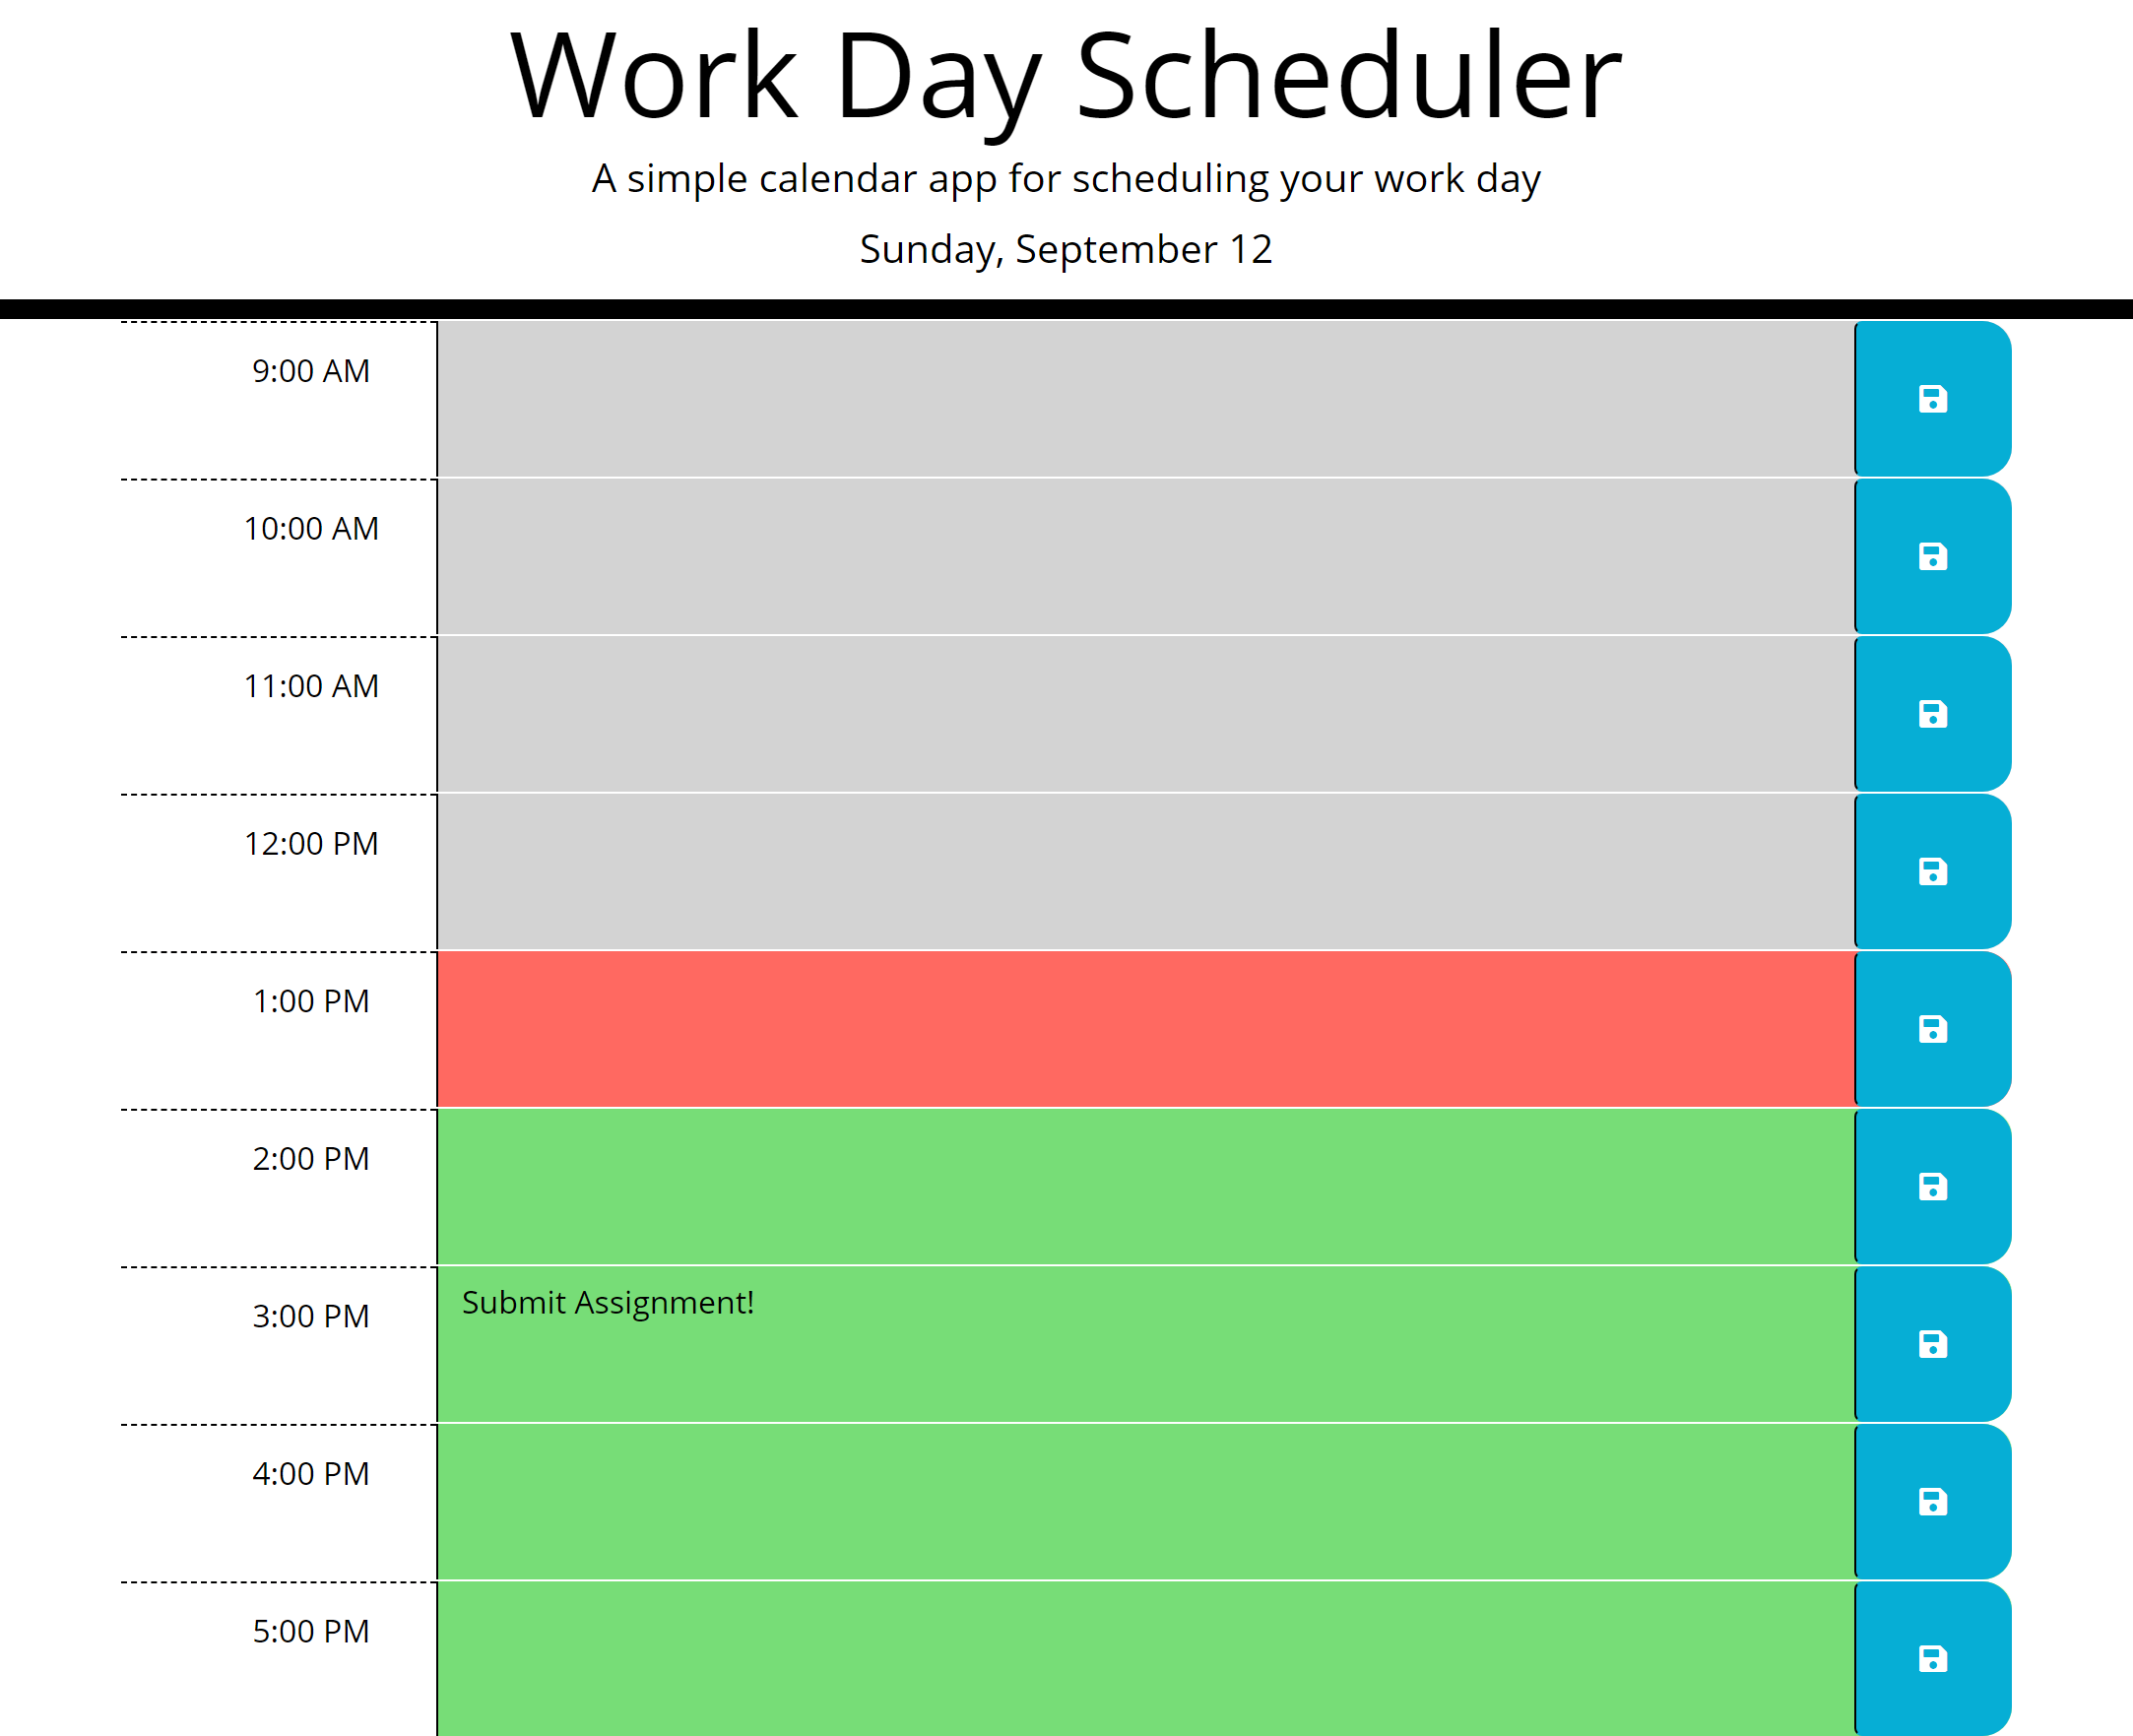 Work Day Scheduler
A simple calendar app for scheduling your work day
Sunday, September 12
9:00 AM
10:00 AM
11:00 AM
12:00 PM
1:00 PM
2:00 PM
3:00 PM
Submit Assignment!
4:00 PM
5:00 PM